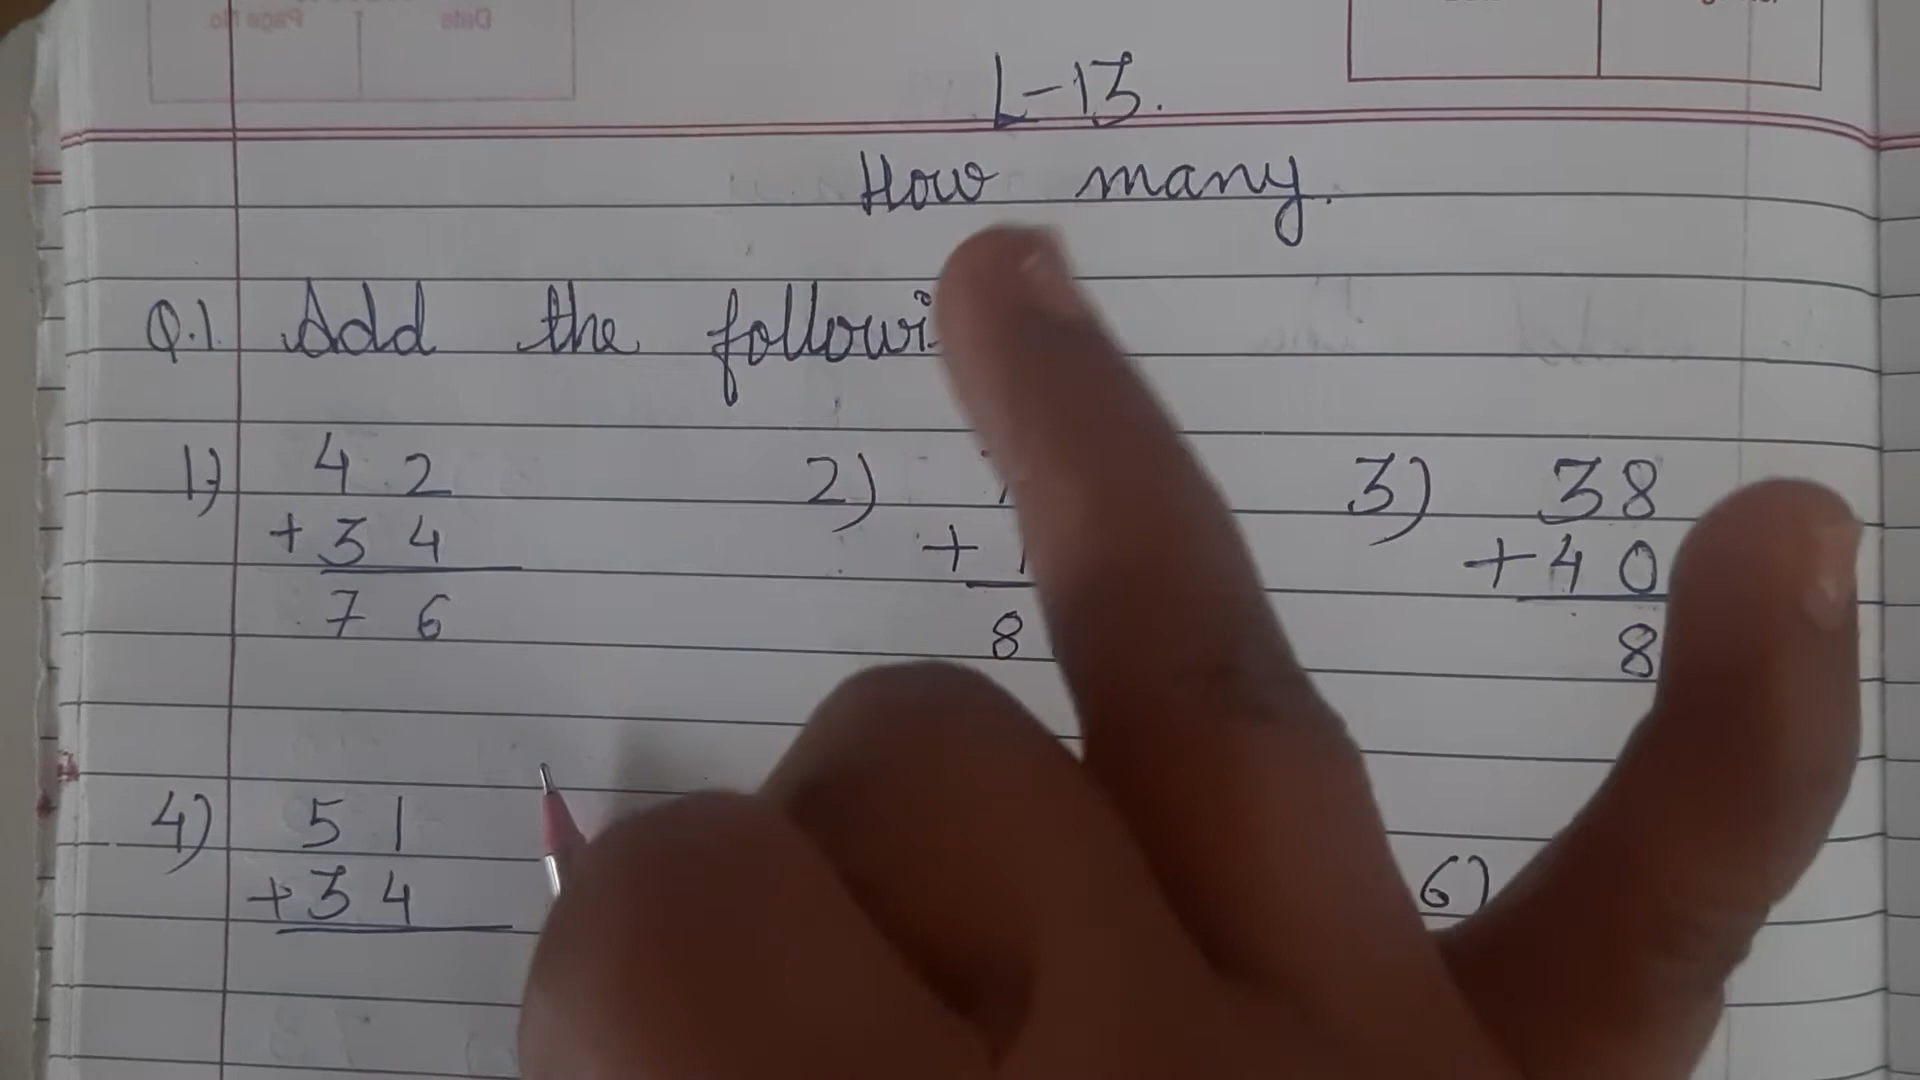 L-13.
How many.
Q.1. Add the
1) 42 2) 3) 38
+34 + +40
76 8 8
4) 51 6)
+34